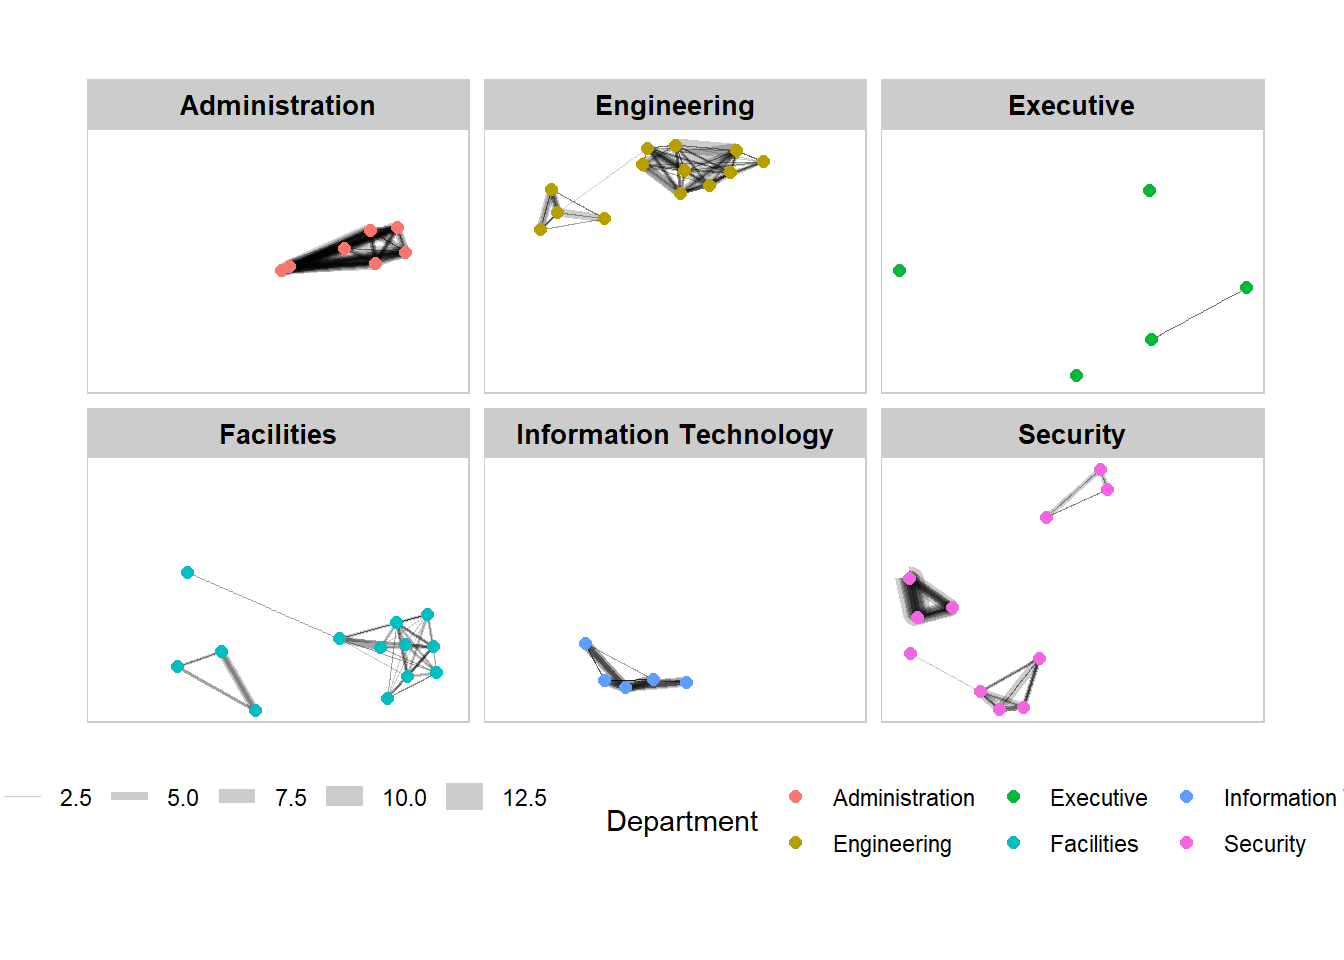 Administration
Engineering
Executive
Facilities
Information Technology
Security
2.5 5.0 7.5 10.0 12.5
Department
Administration Executive Information
Engineering Facilities Security